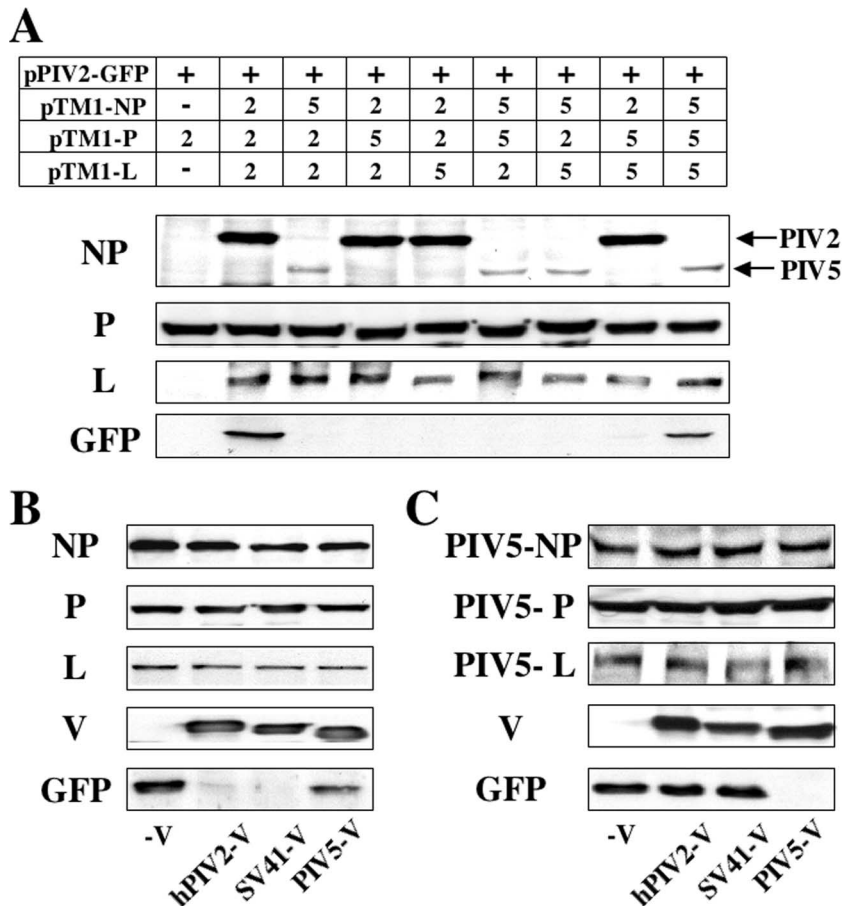 A
pPIV2-GFP + + + + + + + + +
pTM1-NP - 2 5 2 2 5 5 2 5
pTM1-P 2 2 2 5 2 5 2 5 5
pTM1-L - 2 2 2 5 2 5 5 5
NP
PIV2
PIV5
P
L
GFP
B
NP
P
L
V
GFP
-V hPIV2-V SV41-V PIV5-V
C
PIV5-NP
PIV5- P
PIV5- L
V
GFP
-V hPIV2-V SV41-V PIV5-V